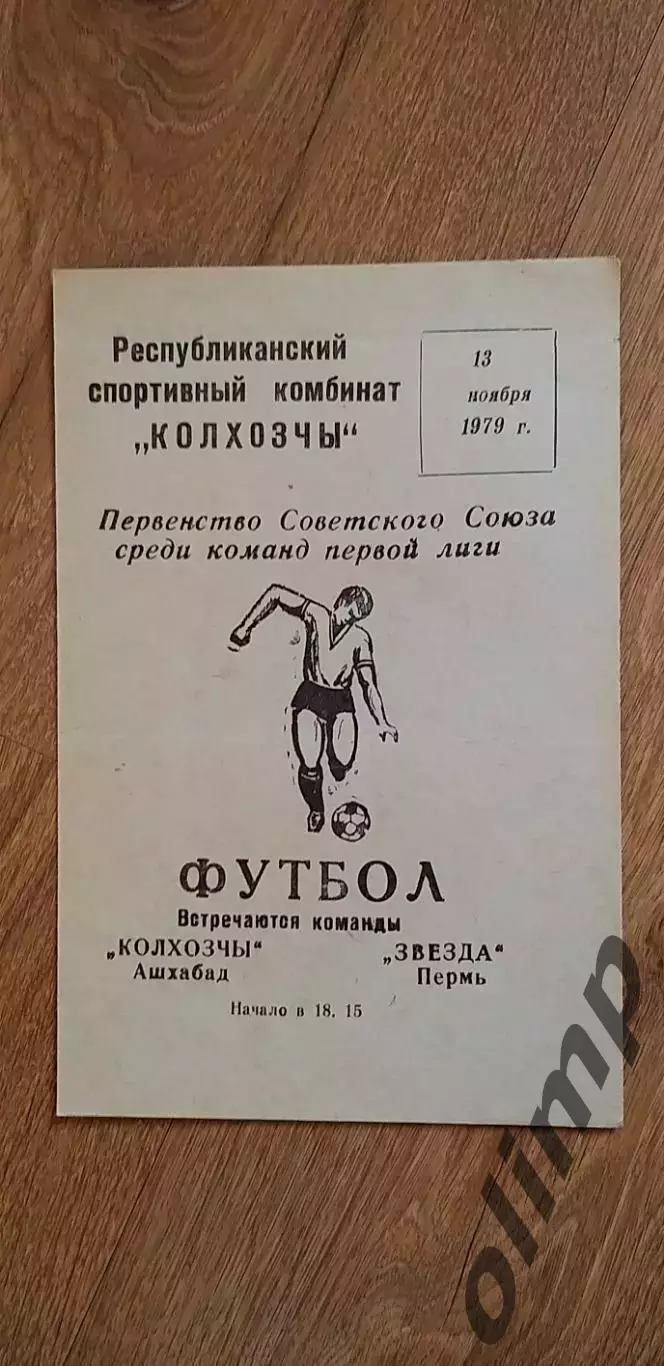 Республиканский
спортивный комбинат
„КОЛХОЗЧЫ“
13
ноября
1979 г.
Первенство Советского Союза
среди команд первой лиги
ФУТБОЛ
Встречаются команды
„КОЛХОЗЧЫ“ „ЗВЕЗДА“
Ашхабад Пермь
Начало в 18. 15
olimp